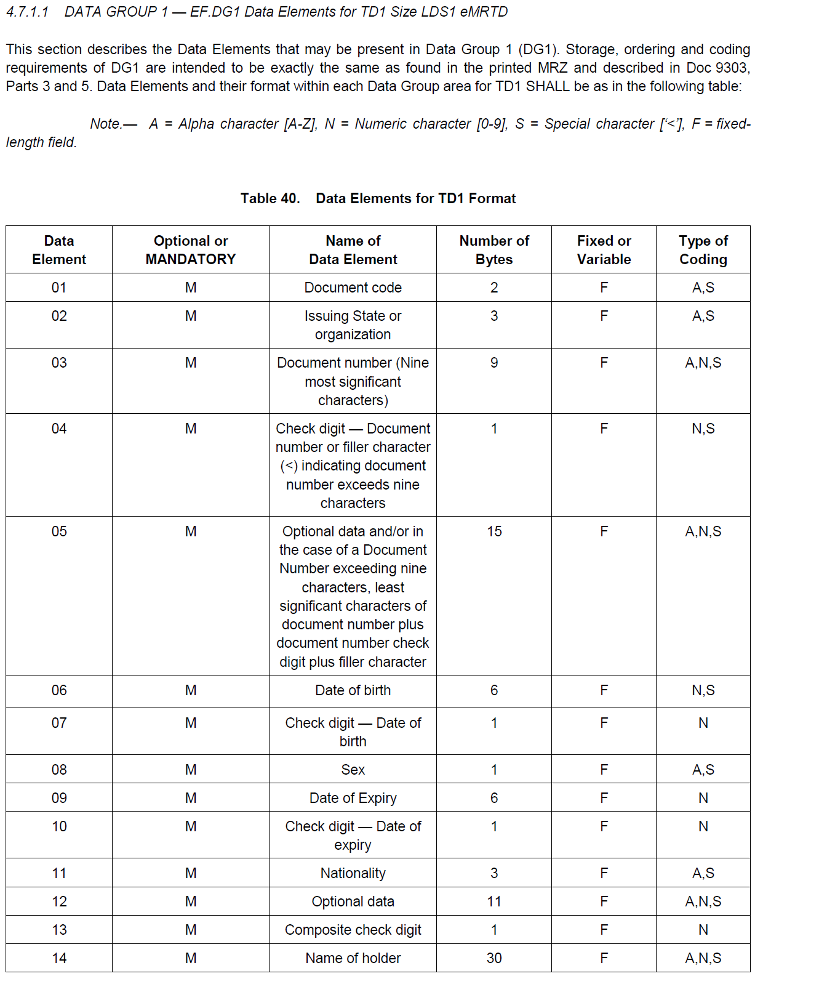 4.7.1.1 DATA GROUP 1 — EF.DG1 Data Elements for TD1 Size LDS1 eMRTD
This section describes the Data Elements that may be present in Data Group 1 (DG1). Storage, ordering and coding
requirements of DG1 are intended to be exactly the same as found in the printed MRZ and described in Doc 9303,
Parts 3 and 5. Data Elements and their format within each Data Group area for TD1 SHALL be as in the following table:
Note.— A = Alpha character [A-Z], N = Numeric character [0-9], S = Special character ['<'], F = fixed-
length field.
Table 40. Data Elements for TD1 Format
Data Optional or Name of Number of Fixed or Type of
Element MANDATORY Data Element Bytes Variable Coding
01 M Document code 2 F A,S
02 M Issuing State or 3 F A,S
organization
03 M Document number (Nine 9 F A,N,S
most significant
characters)
04 M Check digit — Document 1 F N,S
number or filler character
(<) indicating document
number exceeds nine
characters
05 M Optional data and/or in 15 F A,N,S
the case of a Document
Number exceeding nine
characters, least
significant characters of
document number plus
document number check
digit plus filler character
06 M Date of birth 6 F N,S
07 M Check digit — Date of 1 F N
birth
08 M Sex 1 F A,S
09 M Date of Expiry 6 F N
10 M Check digit — Date of 1 F N
expiry
11 M Nationality 3 F A,S
12 M Optional data 11 F A,N,S
13 M Composite check digit 1 F N
14 M Name of holder 30 F A,N,S